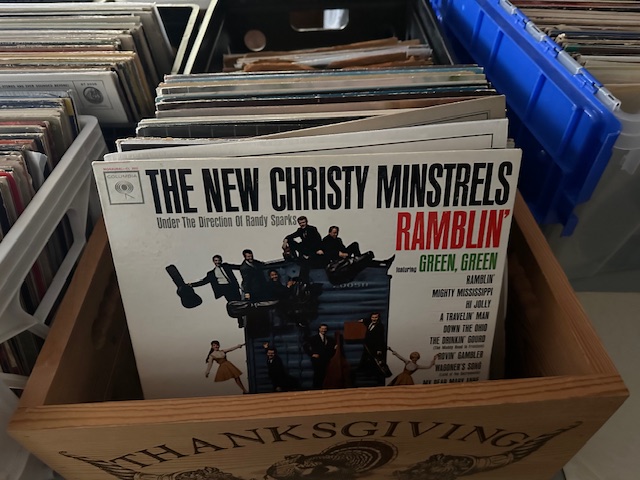 COLUMBIA
THE NEW CHRISTY MINSTRELS
Under The Direction Of Randy Sparks
RAMBLIN'
featuring GREEN, GREEN
RAMBLIN'
MIGHTY MISSISSIPPI
HI JOLLY
A TRAVELIN' MAN
DOWN THE OHIO
THE DRINKIN' GOURD
ROVIN' GAMBLER
WAGONER'S SONG
THANKSGIVING